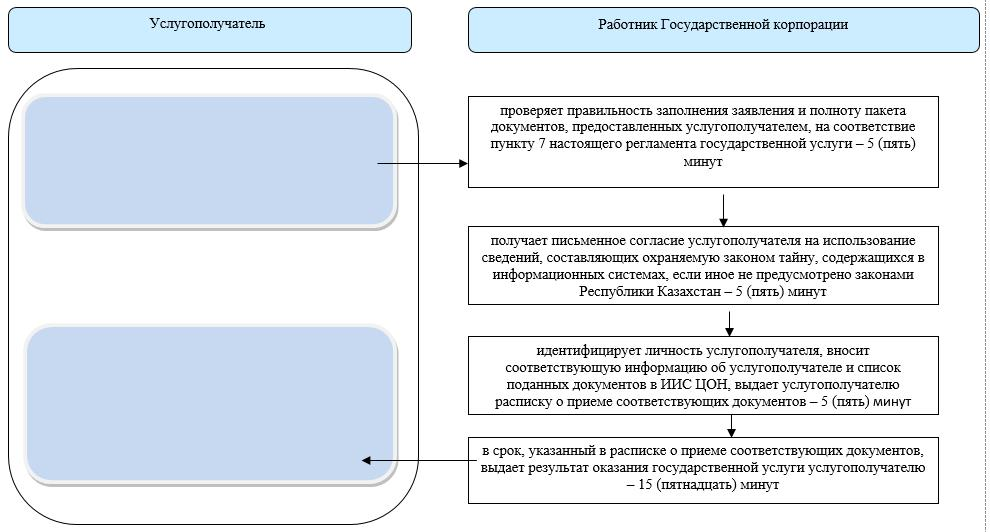 Услугополучатель
Работник Государственной корпорации
проверяет правильность заполнения заявления и полноту пакета
документов, предоставленных услугополучателем, на соответствие
пункту 7 настоящего регламента государственной услуги – 5 (пять)
минут
получает письменное согласие услугополучателя на использование
сведений, составляющих охраняемую законом тайну, содержащихся в
информационных системах, если иное не предусмотрено законами
Республики Казахстан – 5 (пять) минут
идентифицирует личность услугополучателя, вносит
соответствующую информацию об услугополучателе и список
поданных документов в ИИС ЦОН, выдает услугополучателю
расписку о приеме соответствующих документов – 5 (пять) минут
в срок, указанный в расписке о приеме соответствующих документов,
выдает результат оказания государственной услуги услугополучателю
– 15 (пятнадцать) минут